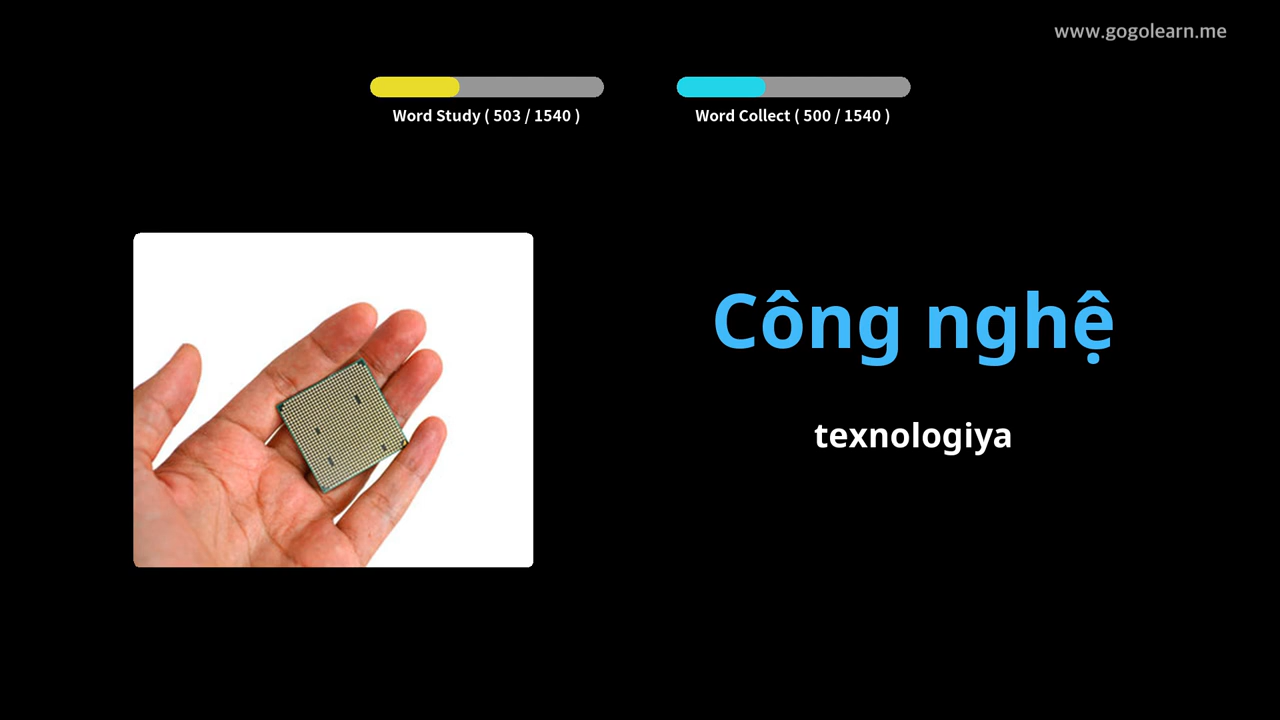 www.gogolearn.me
Word Study ( 503 / 1540 )
Word Collect ( 500 / 1540 )
Công nghệ
texnologiya